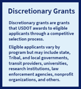 Discretionary Grants
Discretionary grants are
grants that USDOT awards to eligible
applicants through a competitive
selection process.
Eligible applicants vary by
program but may include state,
Tribal, and local governments,
transit providers, universities,
research institutions, law
enforcement agencies, nonprofit
organizations, and others.